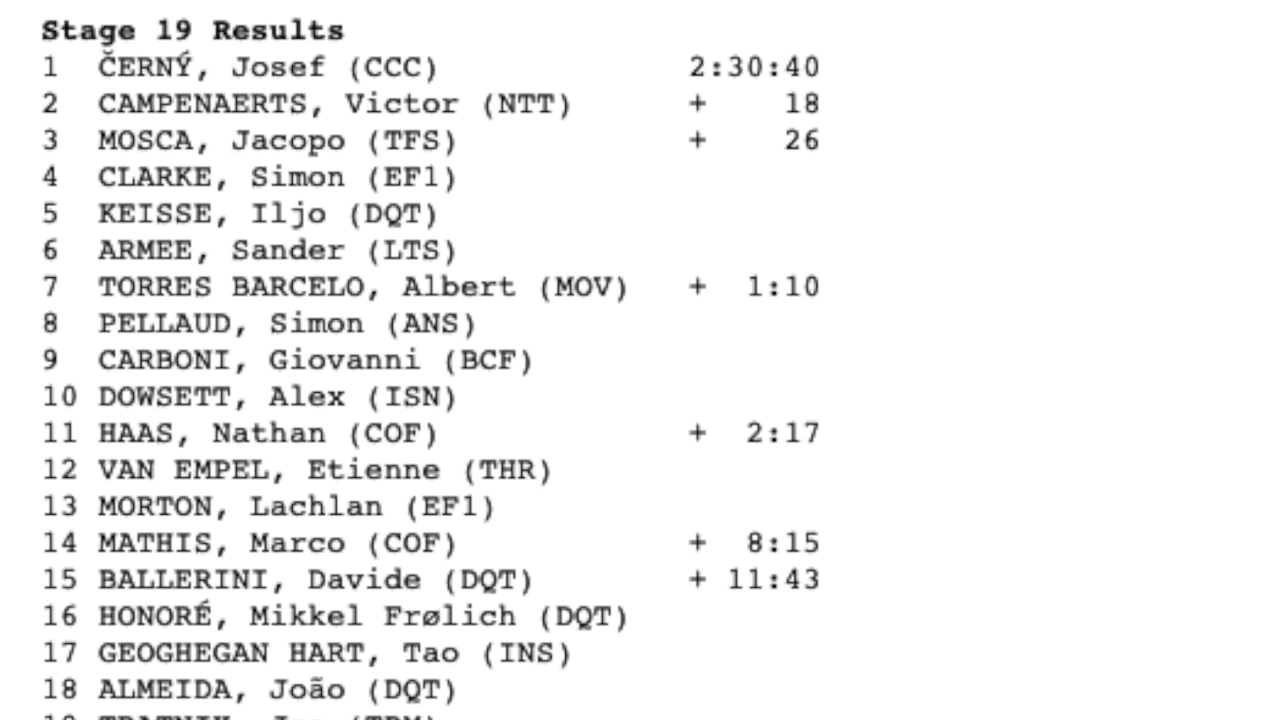 Stage 19 Results
1 ČERNÝ, Josef (CCC) 2:30:40
2 CAMPENAERTS, Victor (NTT) + 18
3 MOSCA, Jacopo (TFS) + 26
4 CLARKE, Simon (EF1)
5 KEISSE, Iljo (DQT)
6 ARMEE, Sander (LTS)
7 TORRES BARCELO, Albert (MOV) + 1:10
8 PELLAUD, Simon (ANS)
9 CARBONI, Giovanni (BCF)
10 DOWSETT, Alex (ISN)
11 HAAS, Nathan (COF) + 2:17
12 VAN EMPEL, Etienne (THR)
13 MORTON, Lachlan (EF1)
14 MATHIS, Marco (COF) + 8:15
15 BALLERINI, Davide (DQT) + 11:43
16 HONORÉ, Mikkel Frølich (DQT)
17 GEOGHEGAN HART, Tao (INS)
18 ALMEIDA, João (DQT)